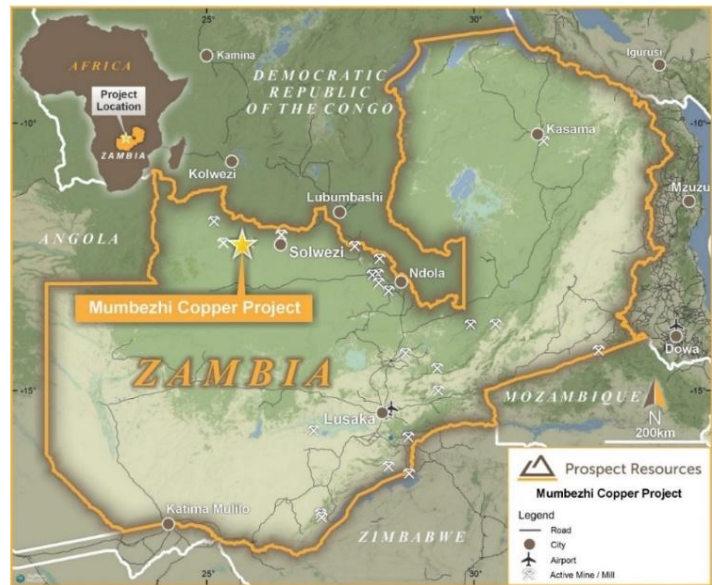 25
30
Kamina
Igurusi
AFRICA
DEMOCRATIC
REPUBLIC
OF THE CONGO
Project
Location
-10
-10
Kasama
ZAMBIA
Kolwezi
Mzuzu
Lubumbashi
ANGOLA
Solwezi
Ndola
Mumbezhi Copper Project
Dowa
ZAMBIA
-15
-15
MOZAMBIQUE
N
Lusaka
200km
Prospect Resources
Mumbezhi Copper Project
Katima Mulilo
Legend
Road
ZIMBABWE
City
Airport
25
Active Mine / Mill